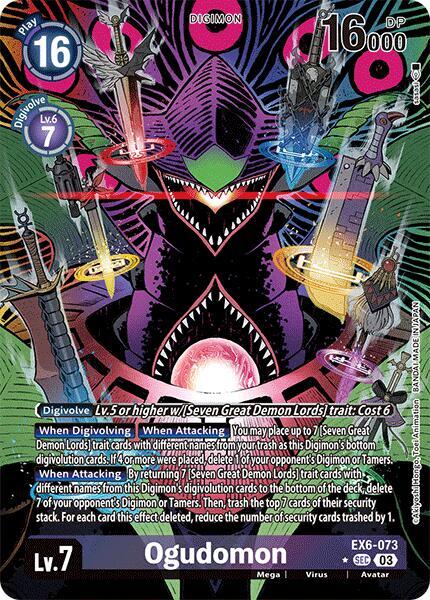 DIGIMON
Play
16
16000
DP
Digivolve
Lv.6
7
©Akiyoshi Hongo, Toei Animation BANDAI MADE IN JAPAN
Digivolve Lv.5 or higher w/[Seven Great Demon Lords] trait: Cost 6
When Digivolving When Attacking You may place up to 7 [Seven Great
Demon Lords] trait cards with different names from your trash as this Digimon's bottom
digivolution cards. If 4 or more were placed, delete 1 of your opponent's Digimon or Tamers.
When Attacking By returning 7 [Seven Great Demon Lords] trait cards with
different names from this Digimon's digivolution cards to the bottom of the deck, delete
7 of your opponent's Digimon or Tamers. Then, trash the top 7 cards of their security
stack. For each card this effect deleted, reduce the number of security cards trashed by 1.
Lv.7
Ogudomon
EX6-073
SEC 03
Mega | Virus | Avatar